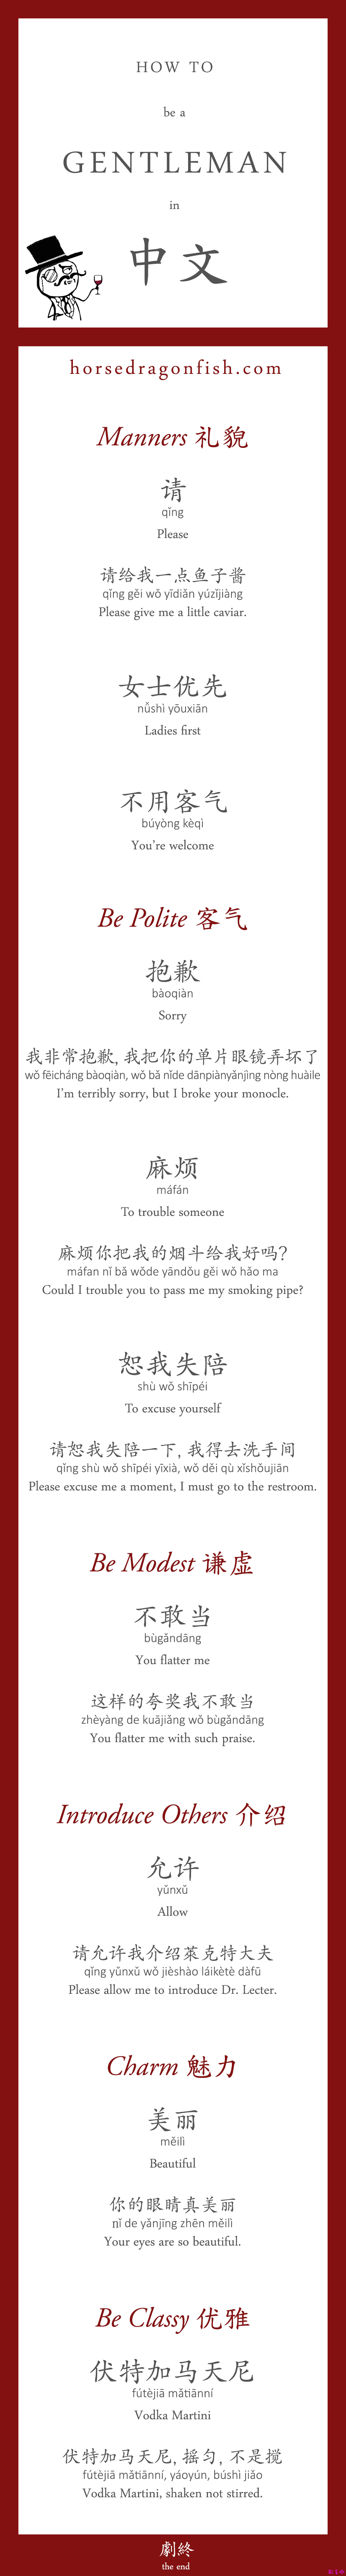 HOW TO
be a
GENTLEMAN
in
中文
horsedragonfish.com
Manners 礼貌
请
qǐng
Please
请给我一点鱼子酱
qǐng gěi wǒ yīdiǎn yúzǐjiàng
Please give me a little caviar.
女士优先
nǚshì yōuxiān
Ladies first
不用客气
búyòng kèqì
You're welcome
Be Polite 客气
抱歉
bàoqiàn
Sorry
我非常抱歉, 我把你的单片眼镜弄坏了
wǒ fēicháng bàoqiàn, wǒ bǎ nǐde dānpiànyǎnjìng nòng huàile
I'm terribly sorry, but I broke your monocle.
麻烦
máfán
To trouble someone
麻烦你把我的烟斗给我好吗?
máfan nǐ bǎ wǒde yāndǒu gěi wǒ hǎo ma
Could I trouble you to pass me my smoking pipe?
恕我失陪
shù wǒ shīpéi
To excuse yourself
请恕我失陪一下, 我得去洗手间
qǐng shù wǒ shīpéi yīxià, wǒ děi qù xǐshǒujiān
Please excuse me a moment, I must go to the restroom.
Be Modest 谦虚
不敢当
bùgǎndāng
You flatter me
这样的夸奖我不敢当
zhèyàng de kuājiǎng wǒ bùgǎndāng
You flatter me with such praise.
Introduce Others 介绍
允许
yǔnxǔ
Allow
请允许我介绍莱克特大夫
qǐng yǔnxǔ wǒ jièshào láikètè dàfū
Please allow me to introduce Dr. Lecter.
Charm 魅力
美丽
měilì
Beautiful
你的眼睛真美丽
nǐ de yǎnjīng zhēn měilì
Your eyes are so beautiful.
Be Classy 优雅
伏特加马天尼
fútèjiā mǎtiānní
Vodka Martini
伏特加马天尼, 摇匀, 不是搅
fútèjiā mǎtiānní, yáoyún, búshì jiǎo
Vodka Martini, shaken not stirred.
劇終
the end